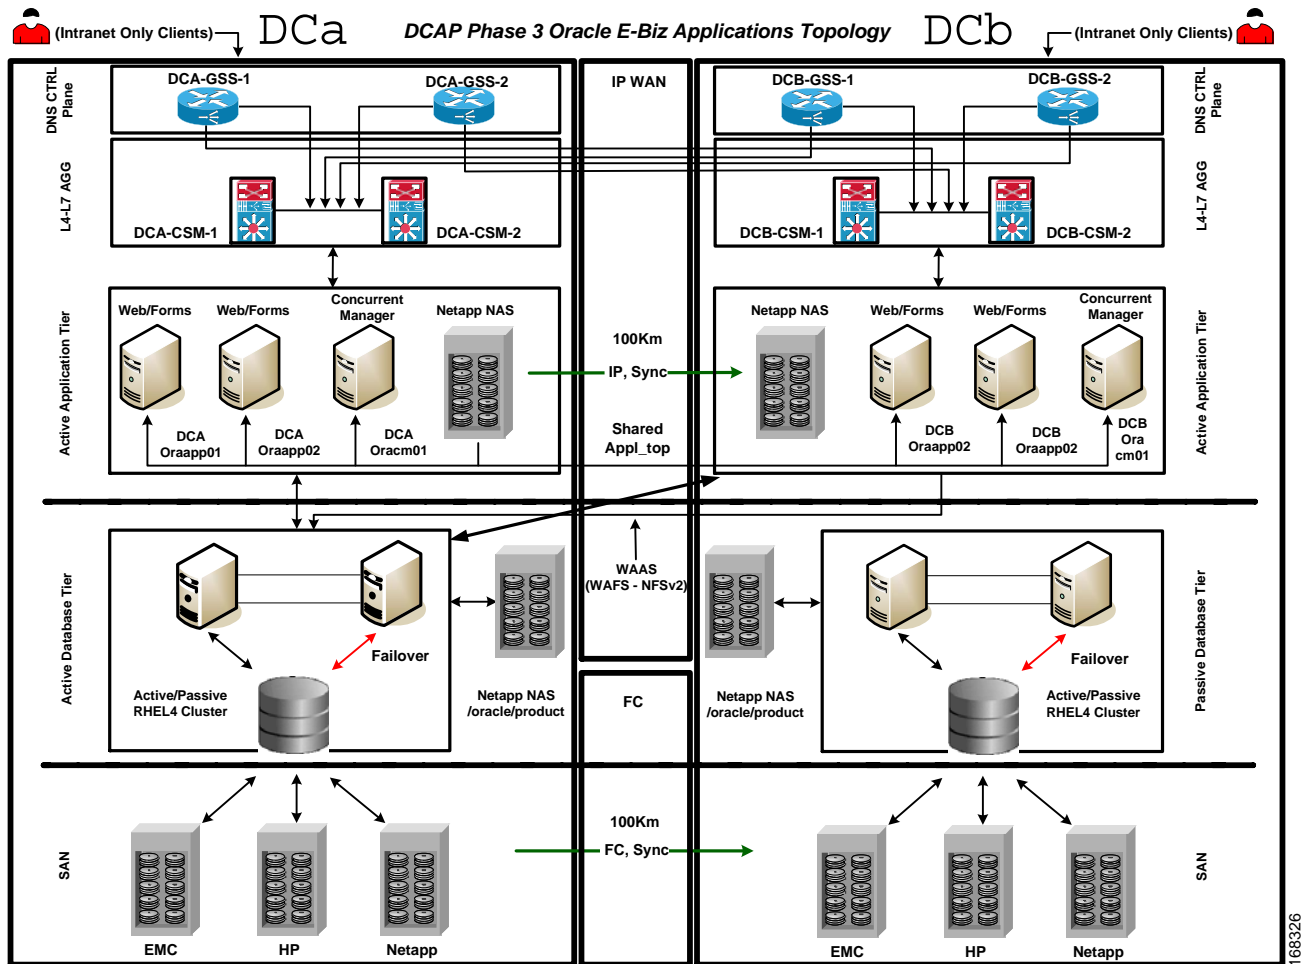 (Intranet Only Clients)
DCa
DCAP Phase 3 Oracle E-Biz Applications Topology
DCb
(Intranet Only Clients)
DNS CTRL
Plane
DCA-GSS-1
DCA-GSS-2
IP WAN
DCB-GSS-1
DCB-GSS-2
DNS CTRL
Plane
L4-L7 AGG
DCA-CSM-1
DCA-CSM-2
DCB-CSM-1
DCB-CSM-2
L4-L7 AGG
Active Application Tier
Web/Forms
Web/Forms
Concurrent
Manager
Netapp NAS
DCA
Oraapp01
DCA
Oraapp02
DCA
Oracm01
100Km
IP, Sync
Shared
Appl_top
Netapp NAS
Web/Forms
Web/Forms
Concurrent
Manager
DCB
Oraapp02
DCB
Oraapp02
DCB
Ora
cm01
Active Application Tier
Active Database Tier
Failover
Active/Passive
RHEL4 Cluster
Netapp NAS
/oracle/product
WAAS
(WAFS - NFSv2)
FC
Netapp NAS
/oracle/product
Failover
Active/Passive
RHEL4 Cluster
Passive Database Tier
SAN
EMC
HP
Netapp
100Km
FC, Sync
EMC
HP
Netapp
SAN
168326